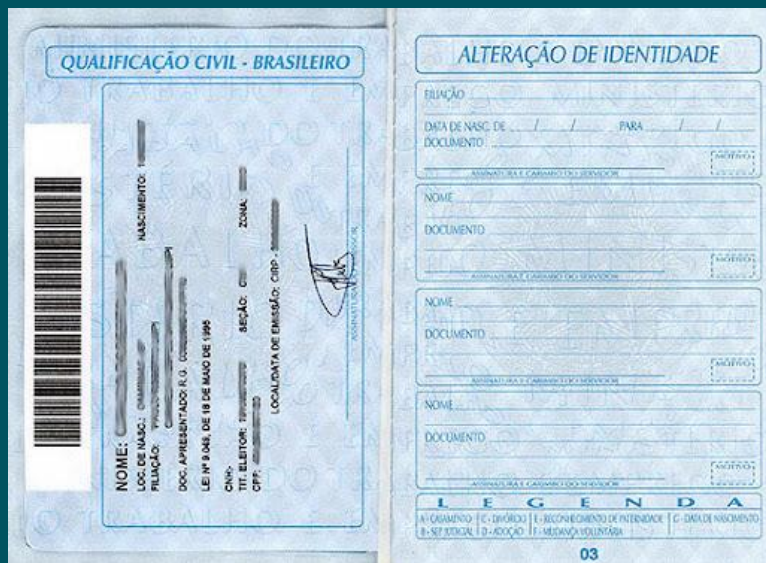 QUALIFICAÇÃO CIVIL - BRASILEIRO
NOME:
LOC. DE NASC.: NASCIMENTO:
FILIAÇÃO:
DOC. APRESENTADO: R.G.
LEI Nº 9.049, DE 18 DE MAIO DE 1995
CNH:
TIT. ELEITOR: SEÇÃO: ZONA:
CPF:
LOCAL/DATA DE EMISSÃO: CIRP -
ASSINATURA
ALTERAÇÃO DE IDENTIDADE
FILIAÇÃO
DATA DE NASC. DE / / PARA / /
DOCUMENTO
MOTIVO
ASSINATURA E CARIMBO DO SERVIDOR
NOME
DOCUMENTO
MOTIVO
ASSINATURA E CARIMBO DO SERVIDOR
NOME
DOCUMENTO
MOTIVO
ASSINATURA E CARIMBO DO SERVIDOR
NOME
DOCUMENTO
MOTIVO
ASSINATURA E CARIMBO DO SERVIDOR
LEGENDA
A - CASAMENTO C - DIVÓRCIO E - RECONHECIMENTO DE PATERNIDADE G - DATA DE NASCIMENTO
B - SEP. JUDICIAL D - ADOÇÃO F - MUDANÇA VOLUNTÁRIA
03